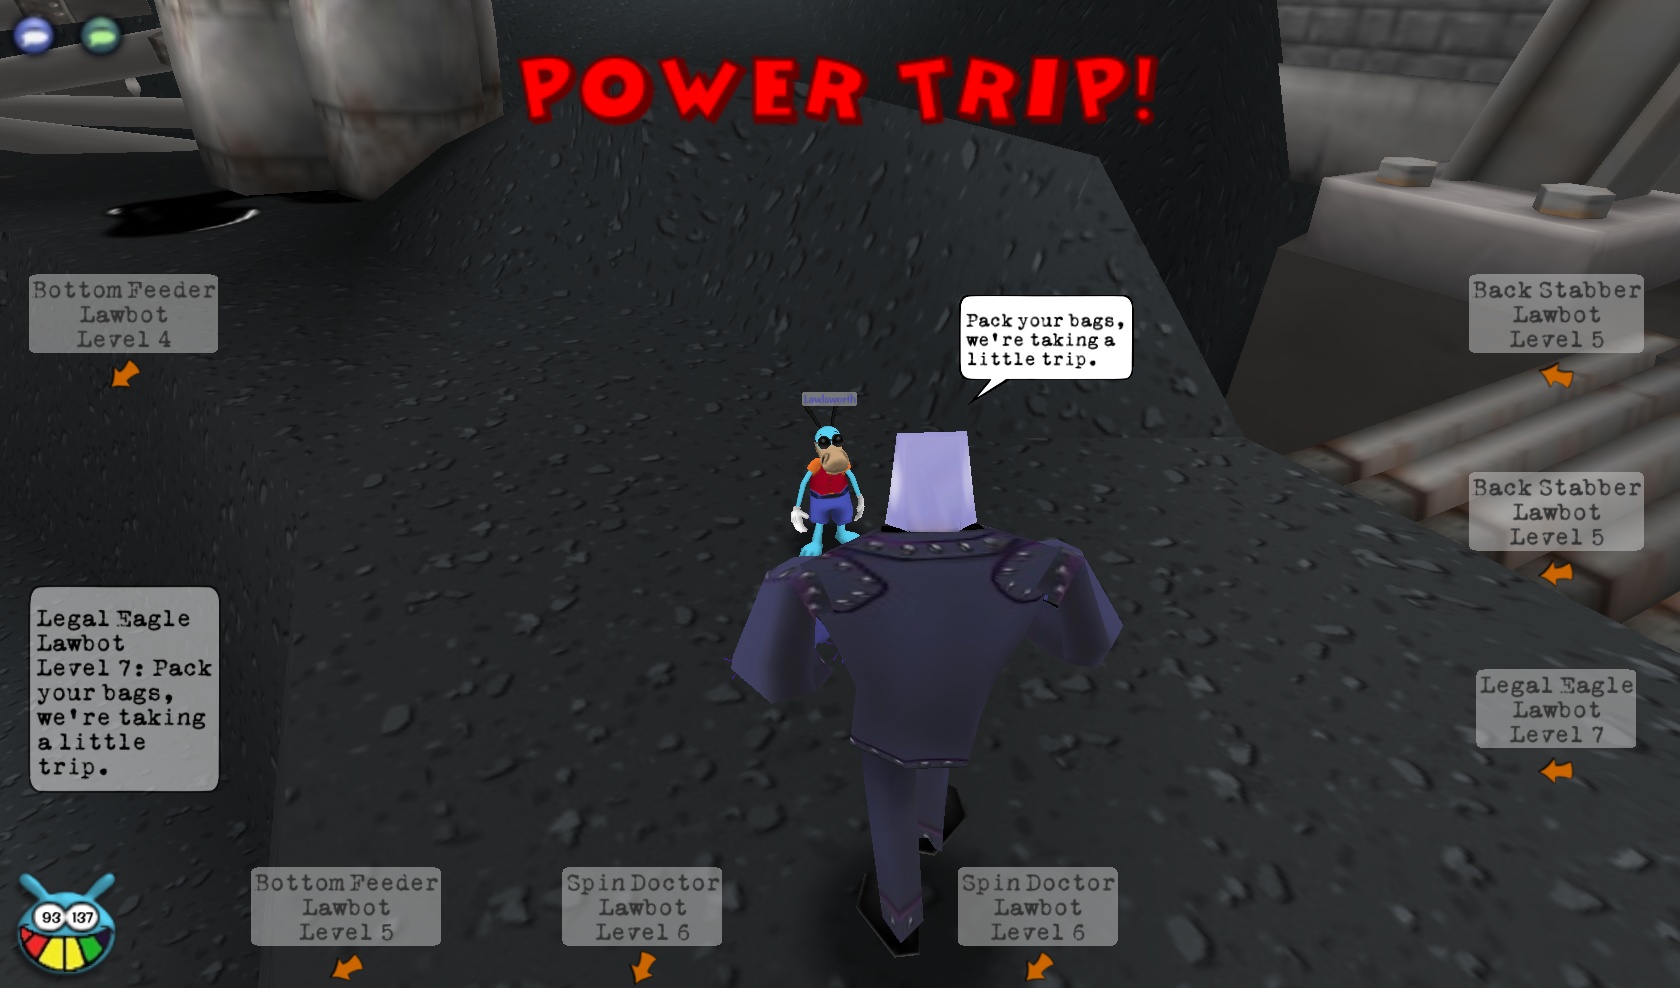 POWER TRIP!
Bottom Feeder
Lawbot
Level 4
Back Stabber
Lawbot
Level 5
Pack your bags,
we're taking a
little trip.
Lawdsworth
Back Stabber
Lawbot
Level 5
Legal Eagle
Lawbot
Level 7: Pack
your bags,
we're taking
a little
trip.
Legal Eagle
Lawbot
Level 7
Bottom Feeder
Lawbot
Level 5
Spin Doctor
Lawbot
Level 6
Spin Doctor
Lawbot
Level 6
93 137